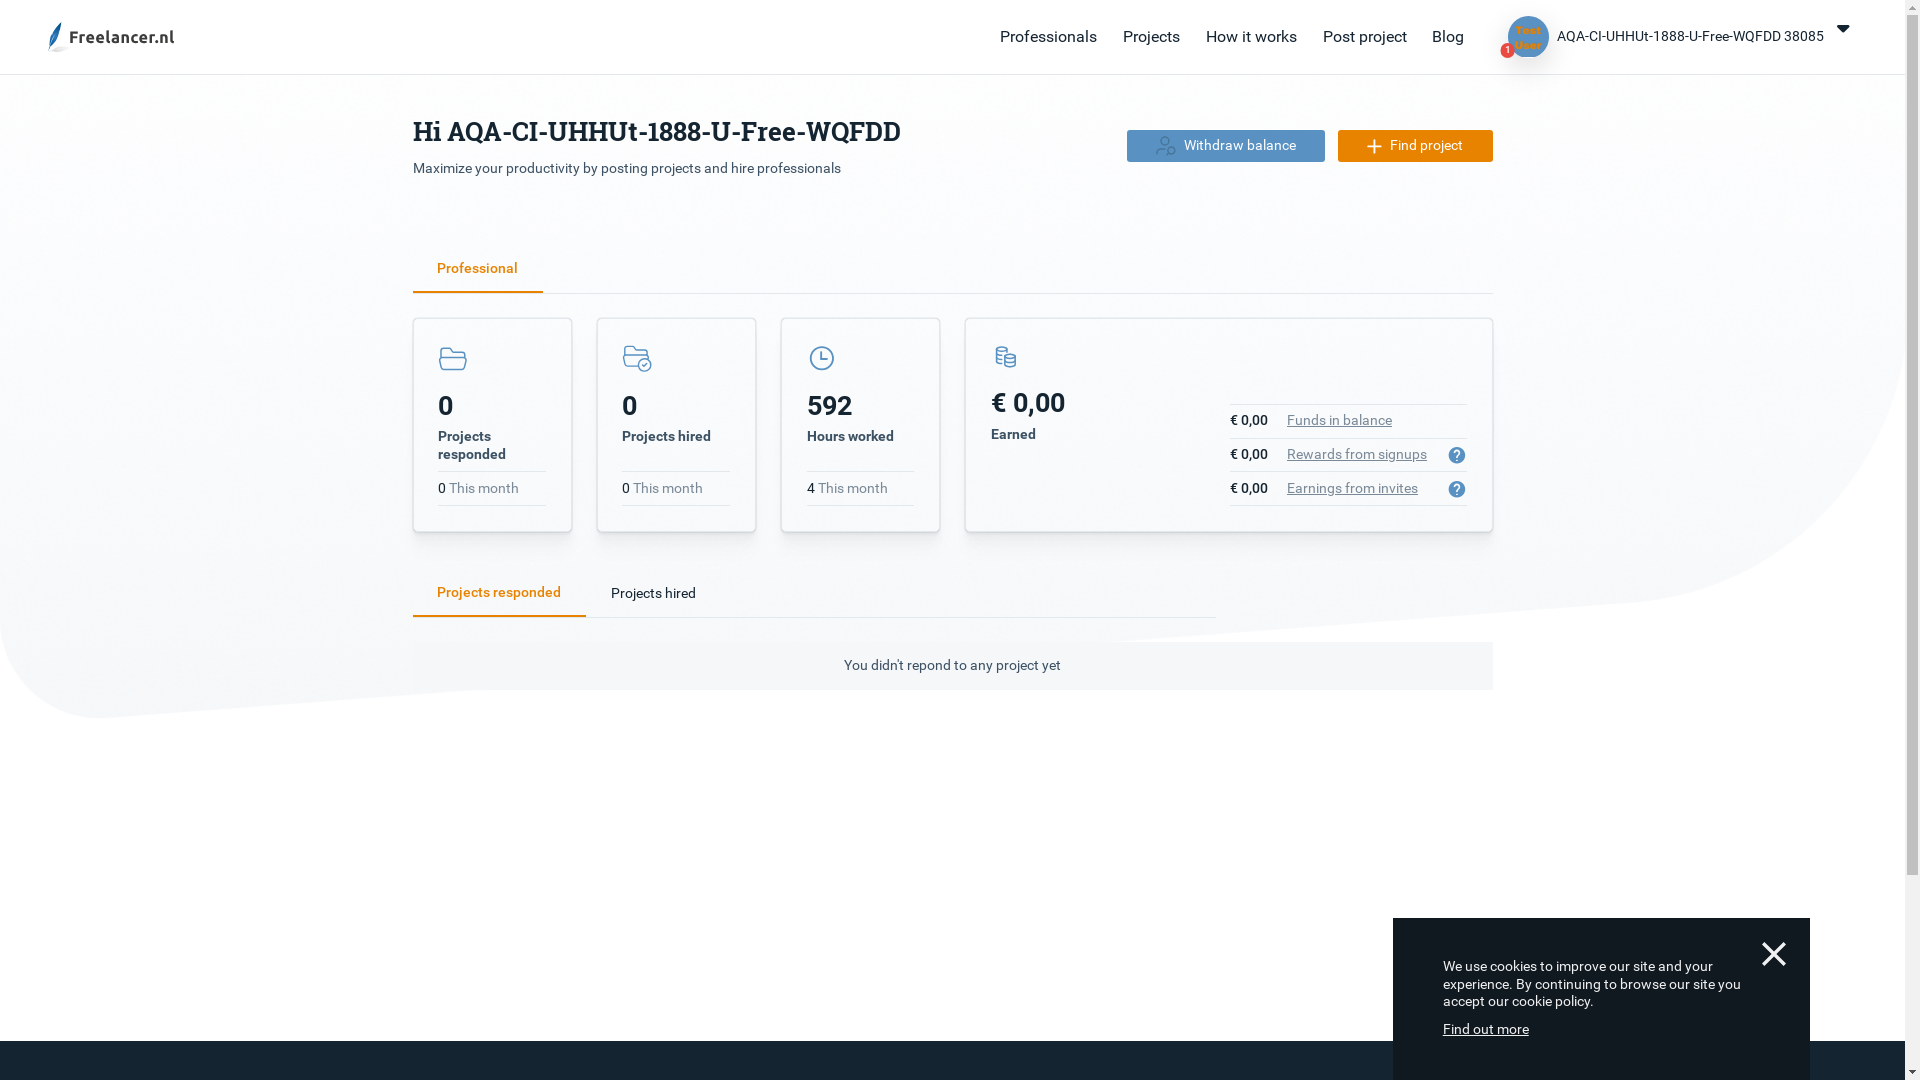 Freelancer.nl
Professionals
Projects
How it works
Post project
Blog
Test
User
1
AQA-CI-UHHUt-1888-U-Free-WQFDD 38085
Hi AQA-CI-UHHUt-1888-U-Free-WQFDD
Maximize your productivity by posting projects and hire professionals
Withdraw balance
Find project
Professional
0
Projects
responded
0 This month
0
Projects hired
0 This month
592
Hours worked
4 This month
€ 0,00
Earned
€ 0,00 Funds in balance
€ 0,00 Rewards from signups ?
€ 0,00 Earnings from invites ?
Projects responded
Projects hired
You didn't repond to any project yet
We use cookies to improve our site and your
experience. By continuing to browse our site you
accept our cookie policy.
Find out more